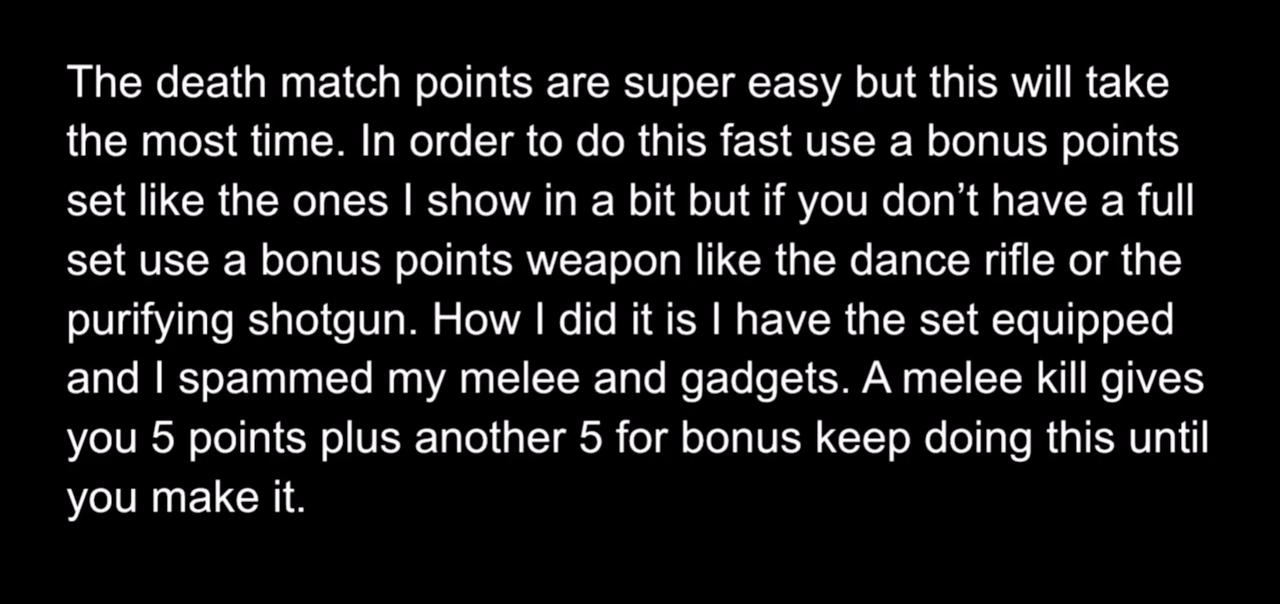 The death match points are super easy but this will take
the most time. In order to do this fast use a bonus points
set like the ones I show in a bit but if you don’t have a full
set use a bonus points weapon like the dance rifle or the
purifying shotgun. How I did it is I have the set equipped
and I spammed my melee and gadgets. A melee kill gives
you 5 points plus another 5 for bonus keep doing this until
you make it.